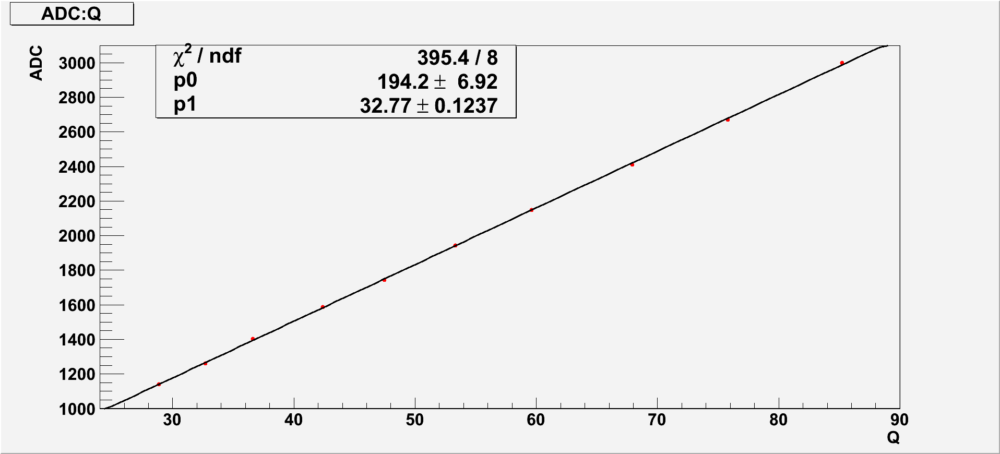 ADC:Q
ADC
χ² / ndf 395.4 / 8
p0 194.2 ± 6.92
p1 32.77 ± 0.1237
3000
2800
2600
2400
2200
2000
1800
1600
1400
1200
1000
30 40 50 60 70 80 90
Q